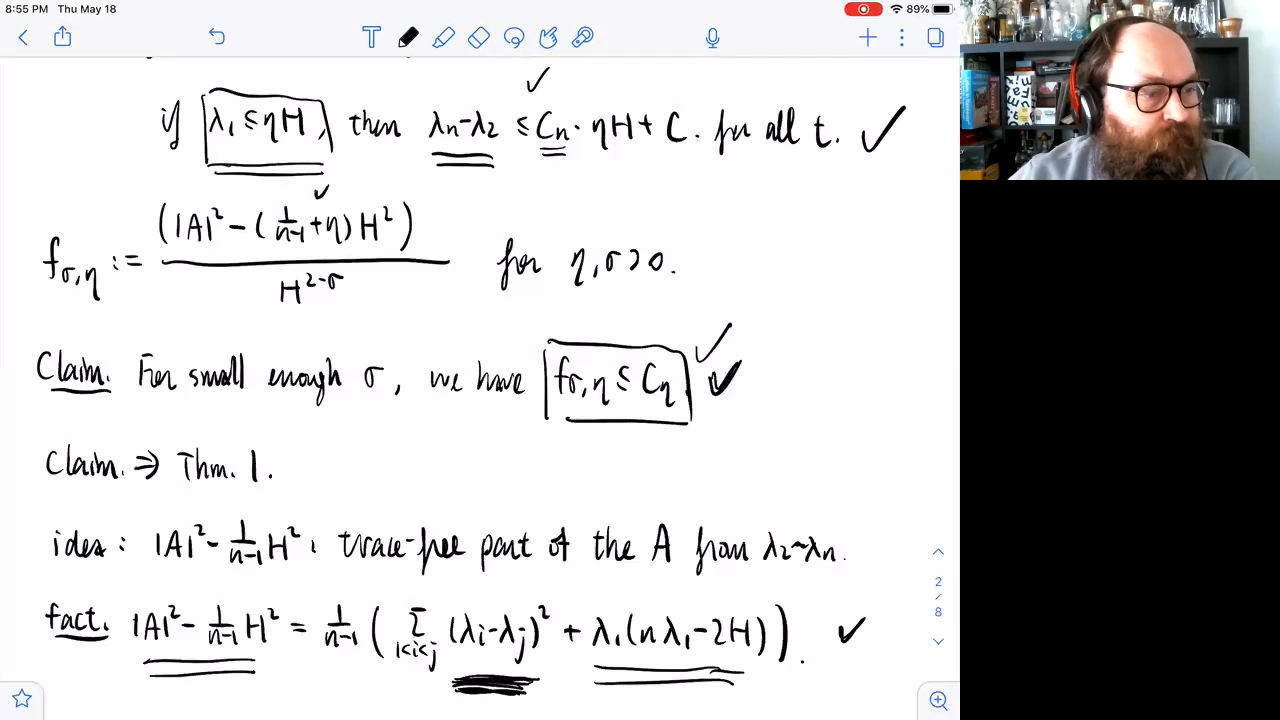 8:55 PM Thu May 18
89%
if λ₁ ≤ ηH, then λₙ-λ₂ ≤ Cₙ · ηH + C. for all t. ✓
f_{σ,η} := (|A|² - (1/(n-1) + η) H²) / H^{2-σ} for η, σ > 0.
Claim. For small enough σ, we have f_{σ,η} ≤ C_η ✓
Claim. ⇒ Thm. 1.
idea: |A|² - 1/(n-1) H² : trace-free part of the A from λ₂~λₙ.
fact. |A|² - 1/(n-1) H² = 1/(n-1) ( Σ_{1<i<j} (λᵢ-λⱼ)² + λ₁(nλ₁-2H) ). ✓
2
/
8